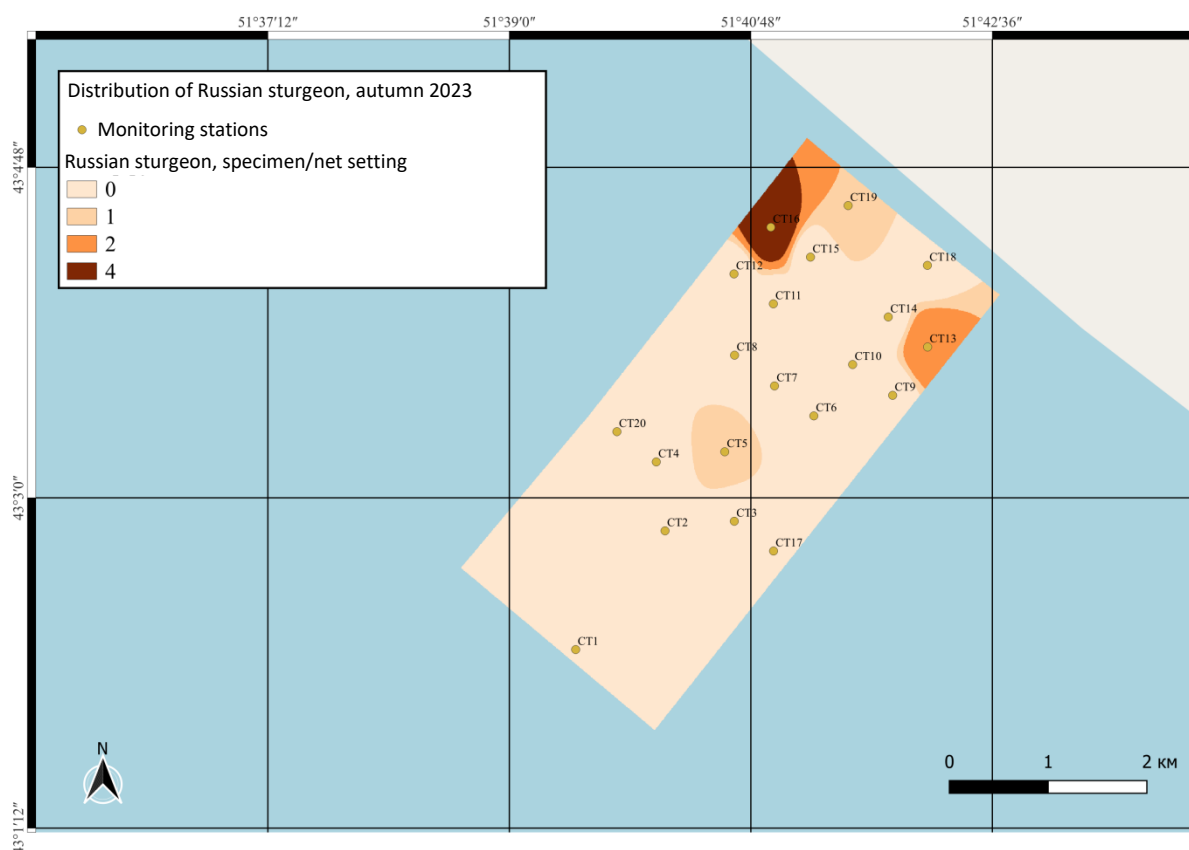 51°37'12" 51°39'0" 51°40'48" 51°42'36"
Distribution of Russian sturgeon, autumn 2023
Monitoring stations
Russian sturgeon, specimen/net setting
0
1
2
4
43°4'48"
43°3'0"
43°1'12"
CT19
CT16
CT15
CT18
CT12
CT11
CT14
CT13
CT8
CT10
CT7
CT9
CT6
CT20
CT5
CT4
CT3
CT2
CT17
CT1
N
0 1 2 км